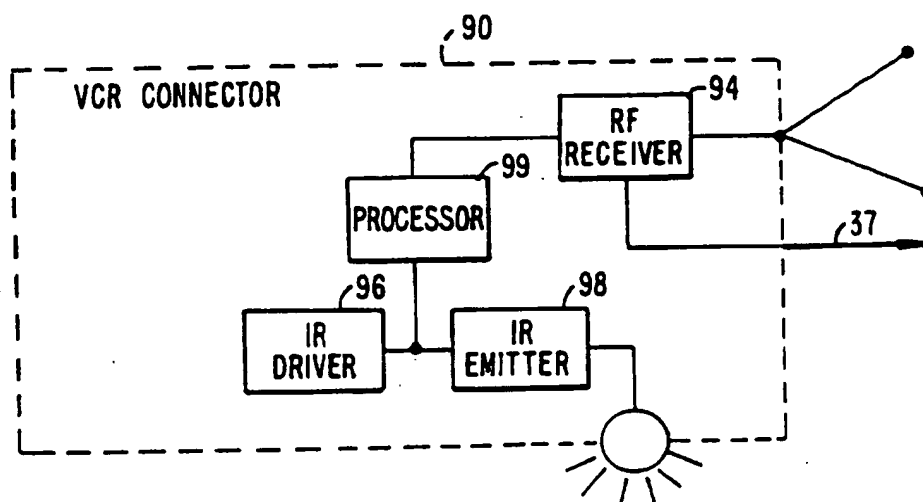 90
VCR CONNECTOR
94
RF
RECEIVER
99
PROCESSOR
37
96
98
IR
DRIVER
IR
EMITTER